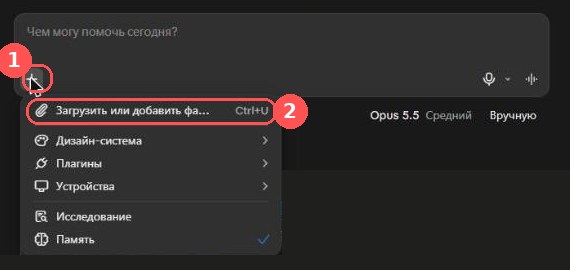 Чем могу помочь сегодня?
1
Загрузить или добавить фа... Ctrl+U
2
Opus 5.5 Средний Вручную
Дизайн-система
Плагины
Устройства
Исследование
Память